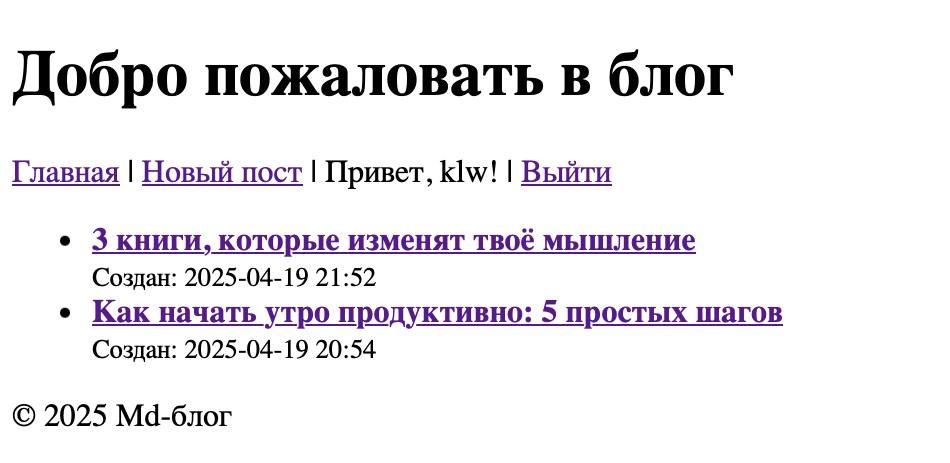 Добро пожаловать в блог
Главная | Новый пост | Привет, klw! | Выйти
3 книги, которые изменят твоё мышление
Создан: 2025-04-19 21:52
Как начать утро продуктивно: 5 простых шагов
Создан: 2025-04-19 20:54
© 2025 Md-блог